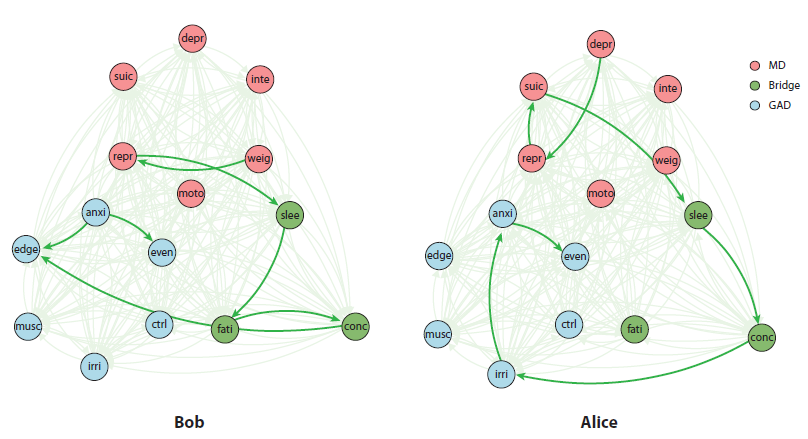 depr
suic
inte
repr
weig
moto
anxi
slee
edge
even
musc
ctrl
fati
conc
irri
Bob
depr
suic
inte
repr
weig
moto
anxi
slee
edge
even
musc
ctrl
fati
conc
irri
Alice
MD
Bridge
GAD